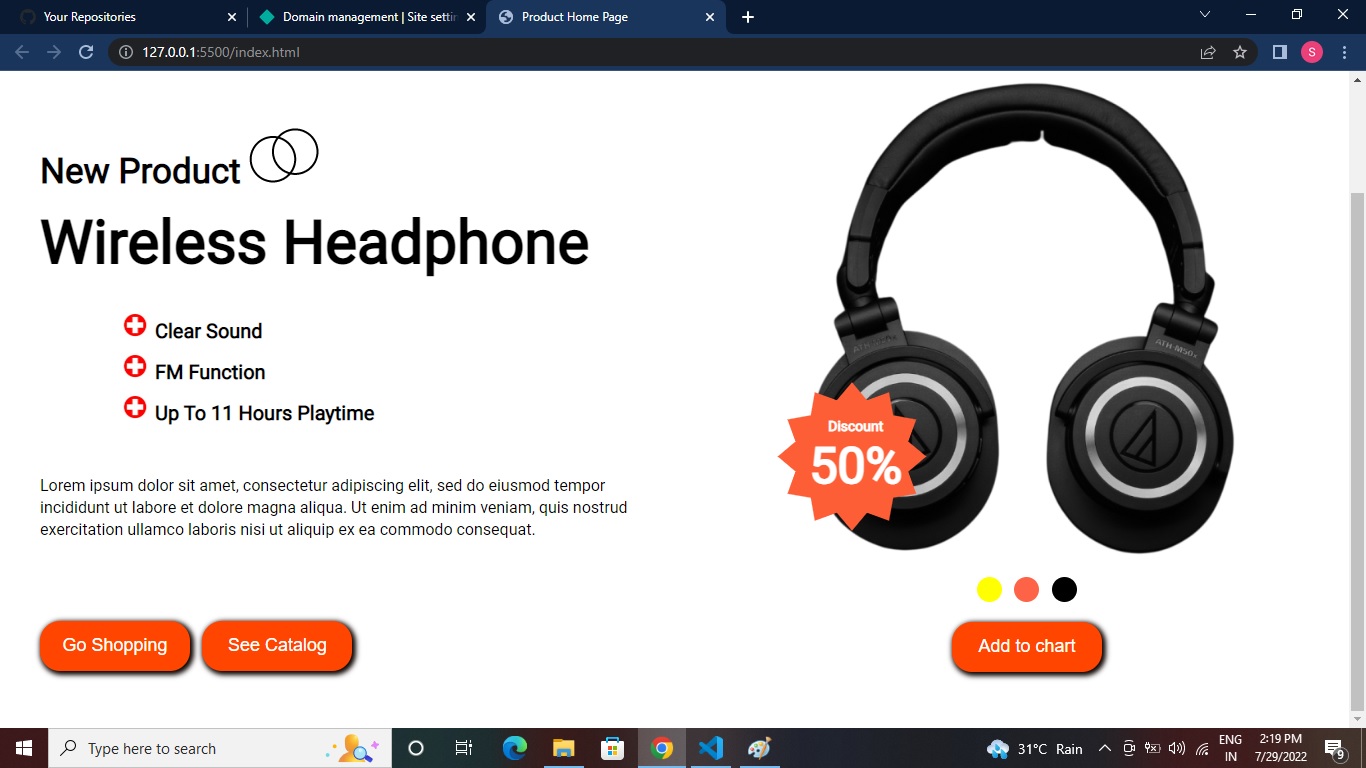 Your Repositories
Domain management | Site settin
Product Home Page
127.0.0.1:5500/index.html
S
New Product
Wireless Headphone
Clear Sound
FM Function
Up To 11 Hours Playtime
Lorem ipsum dolor sit amet, consectetur adipiscing elit, sed do eiusmod tempor
incididunt ut labore et dolore magna aliqua. Ut enim ad minim veniam, quis nostrud
exercitation ullamco laboris nisi ut aliquip ex ea commodo consequat.
Go Shopping
See Catalog
ATH-M50x
Discount
50%
Add to chart
Type here to search
31°C Rain
ENG
IN
2:19 PM
7/29/2022
9